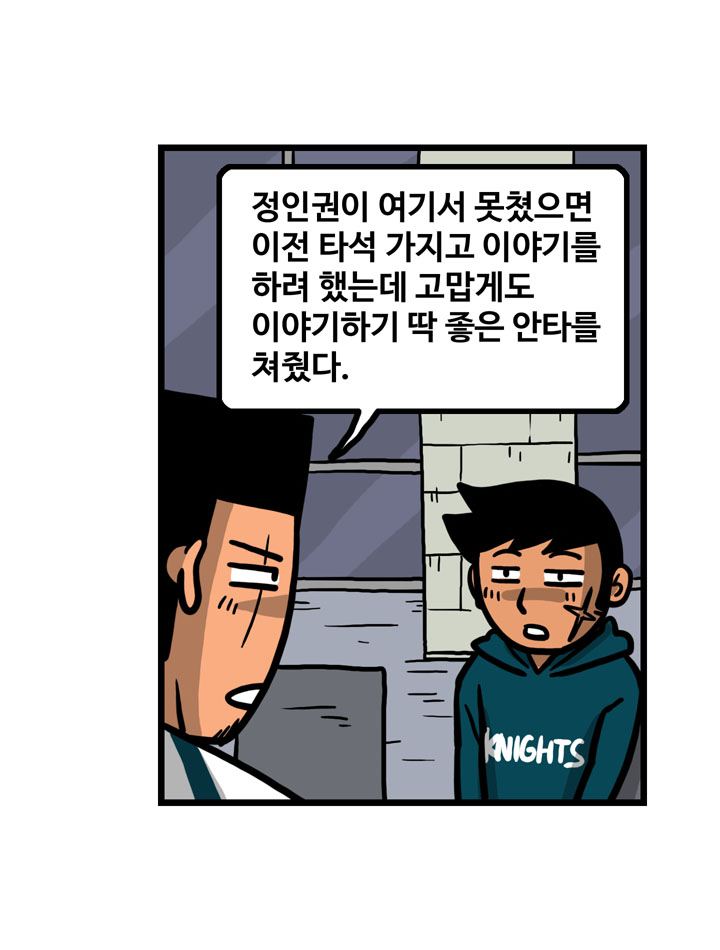 정인권이 여기서 못쳤으면
이전 타석 가지고 이야기를
하려 했는데 고맙게도
이야기하기 딱 좋은 안타를
쳐줬다.
KNIGHTS